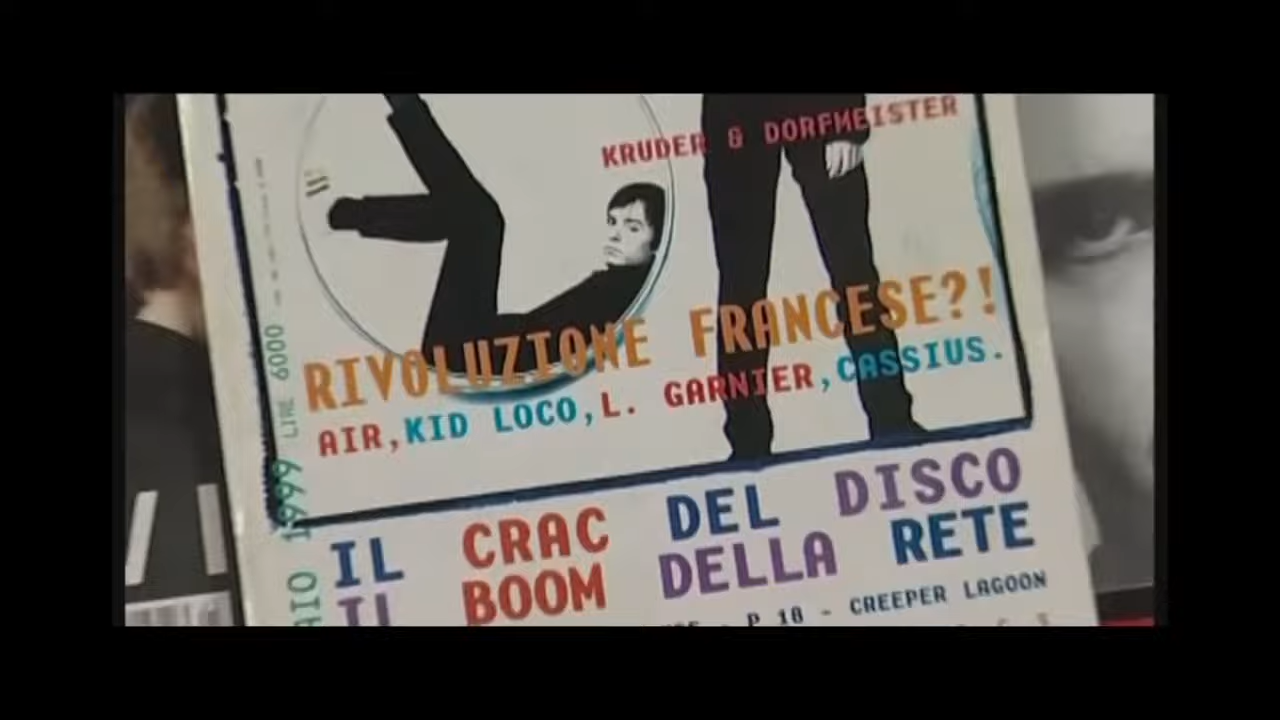 KRUDER & DORFMEISTER
RIVOLUZIONE FRANCESE?!
AIR,KID LOCO,L. GARNIER,CASSIUS.
IL CRAC DEL DISCO
IL BOOM DELLA RETE
P 18 - CREEPER LAGOON
1999 LIRE 6000